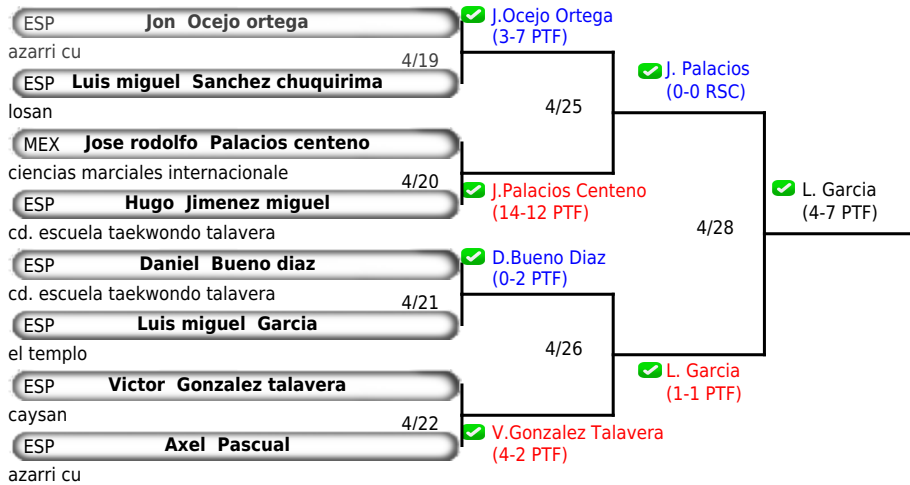 ESP Jon Ocejo ortega
azarri cu
4/19
ESP Luis miguel Sanchez chuquirima
losan
MEX Jose rodolfo Palacios centeno
ciencias marciales internacionale
4/20
ESP Hugo Jimenez miguel
cd. escuela taekwondo talavera
ESP Daniel Bueno diaz
cd. escuela taekwondo talavera
4/21
ESP Luis miguel Garcia
el templo
ESP Victor Gonzalez talavera
caysan
4/22
ESP Axel Pascual
azarri cu
J.Ocejo Ortega
(3-7 PTF)
4/25
J.Palacios Centeno
(14-12 PTF)
D.Bueno Diaz
(0-2 PTF)
4/26
V.Gonzalez Talavera
(4-2 PTF)
J. Palacios
(0-0 RSC)
4/28
L. Garcia
(1-1 PTF)
L. Garcia
(4-7 PTF)